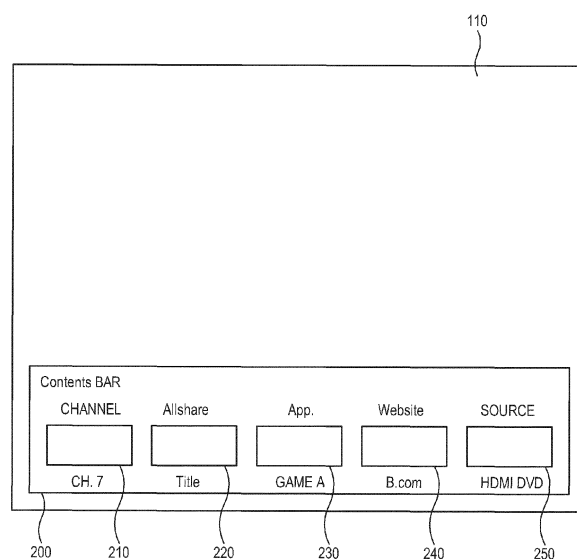 110
Contents BAR
CHANNEL Allshare App. Website SOURCE
CH. 7 Title GAME A B.com HDMI DVD
200 210 220 230 240 250